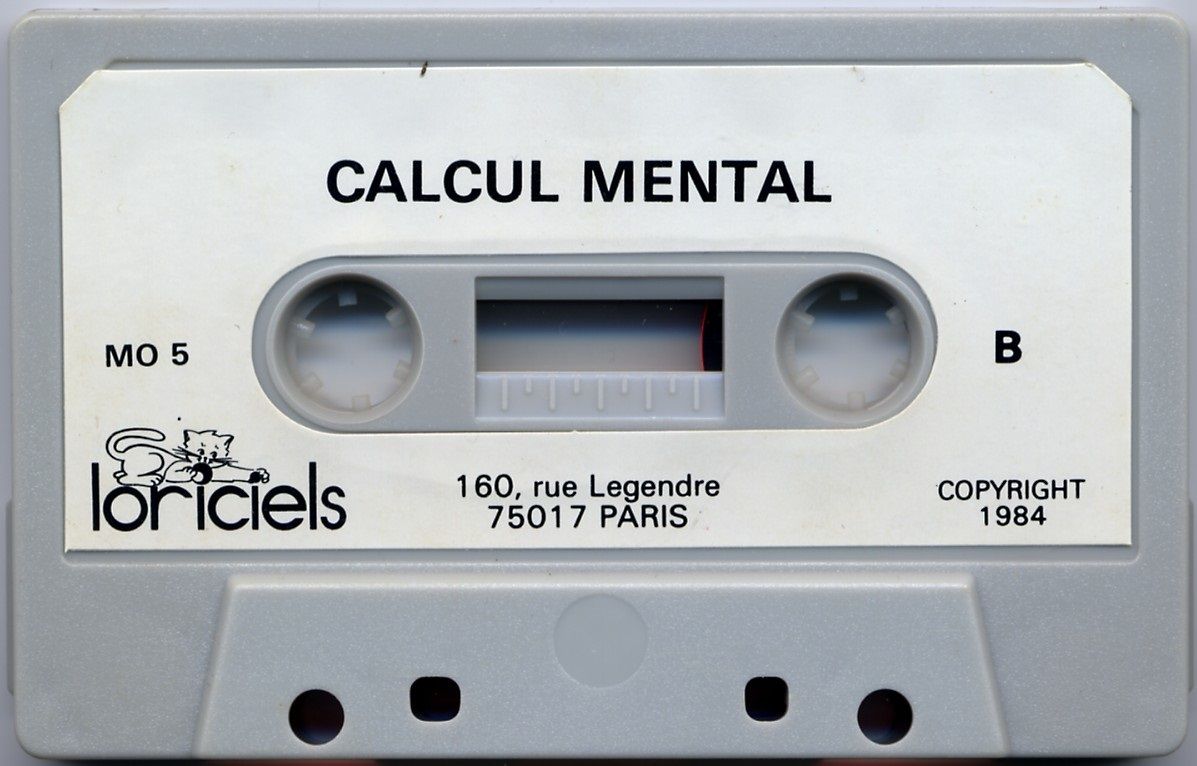 CALCUL MENTAL
MO 5
B
loriciels
160, rue Legendre
75017 PARIS
COPYRIGHT
1984